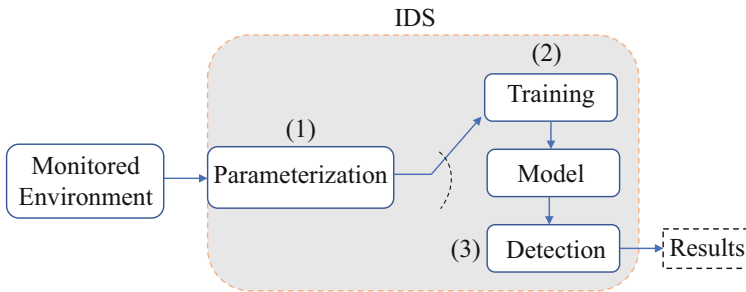 IDS
(2)
Training
(1)
Monitored
Environment
Parameterization
Model
(3)
Detection
Results